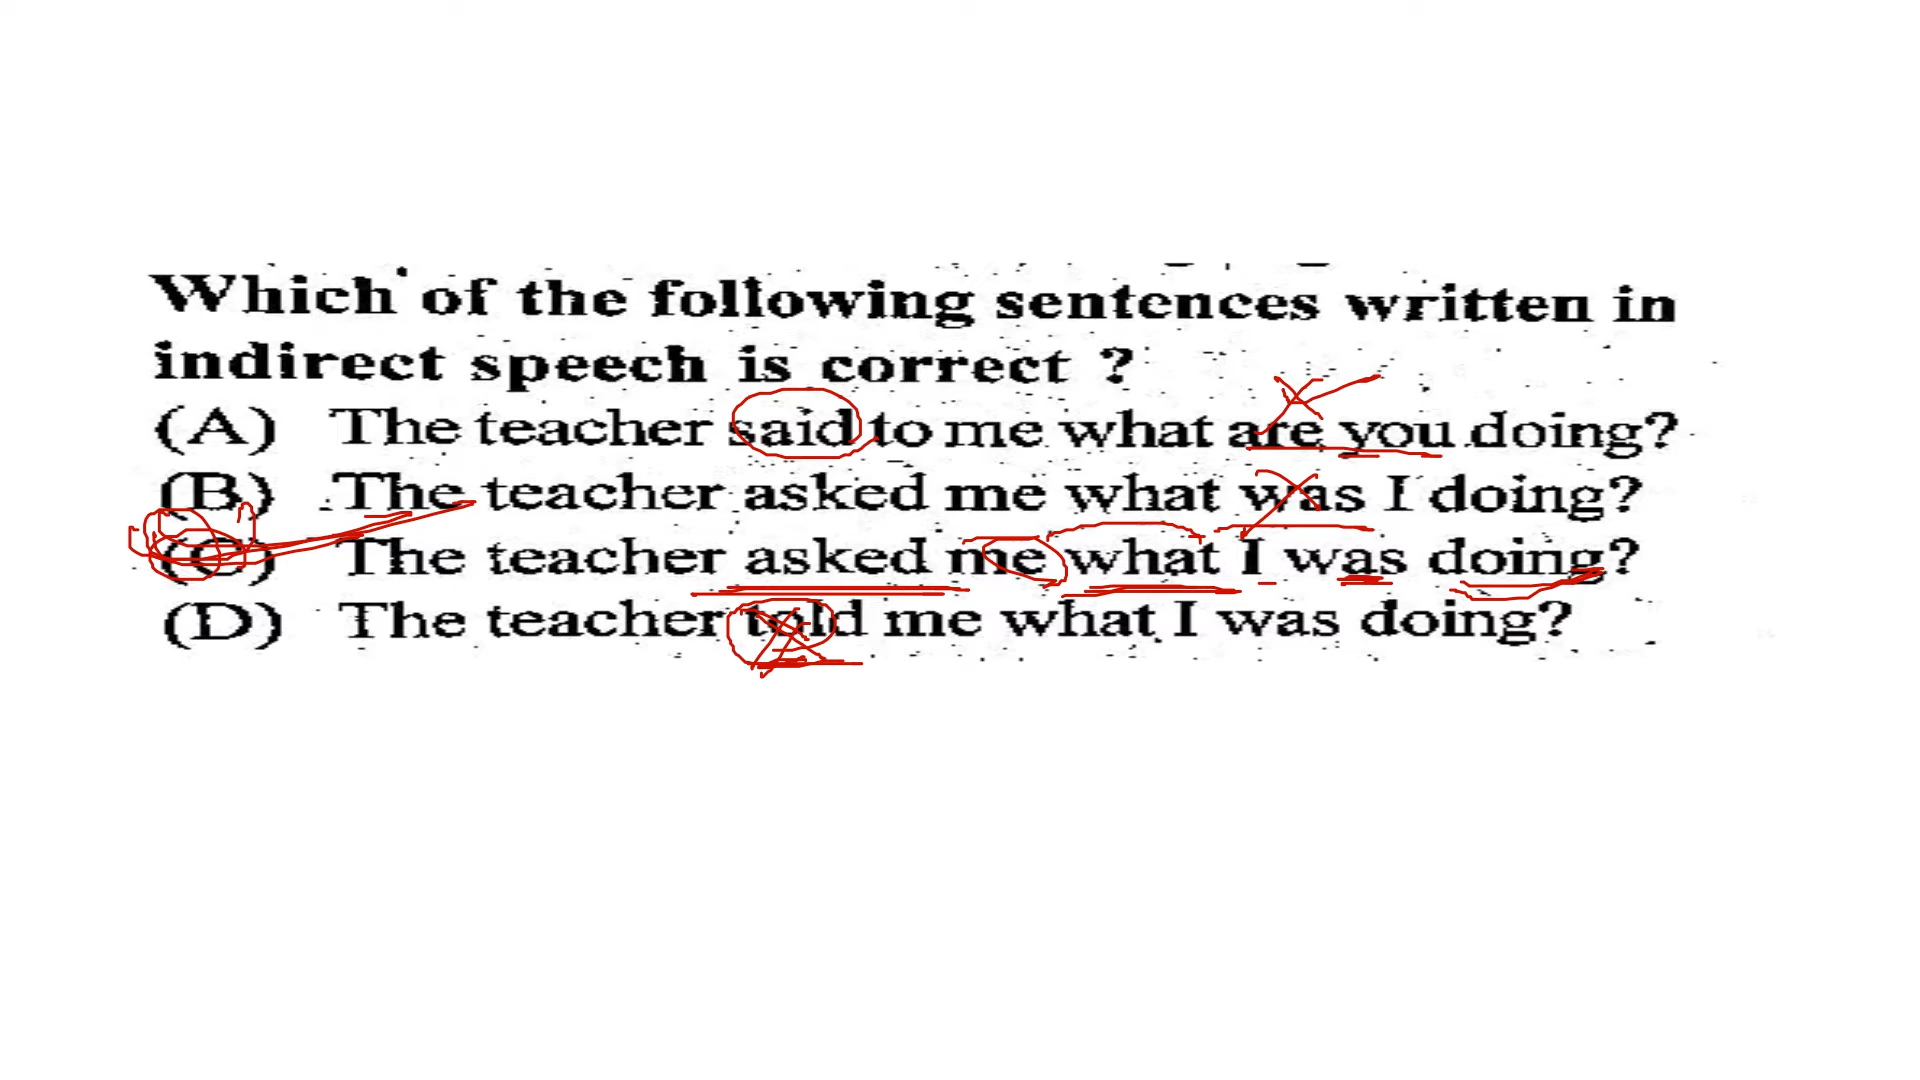 Which of the following sentences written in
indirect speech is correct ?
(A) The teacher said to me what are you doing?
(B) The teacher asked me what was I doing?
(C) The teacher asked me what I was doing?
(D) The teacher told me what I was doing?